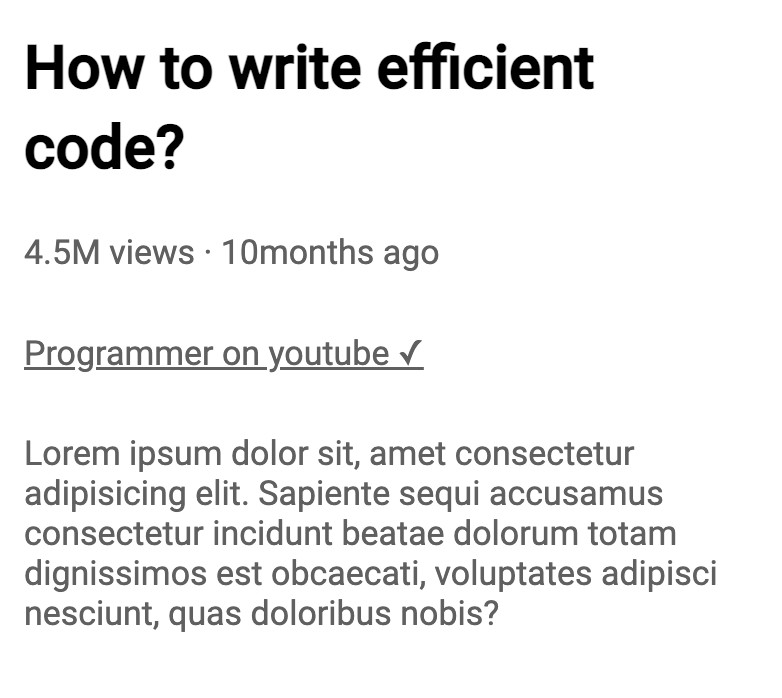 How to write efficient
code?
4.5M views · 10months ago
Programmer on youtube ✓
Lorem ipsum dolor sit, amet consectetur
adipisicing elit. Sapiente sequi accusamus
consectetur incidunt beatae dolorum totam
dignissimos est obcaecati, voluptates adipisci
nesciunt, quas doloribus nobis?